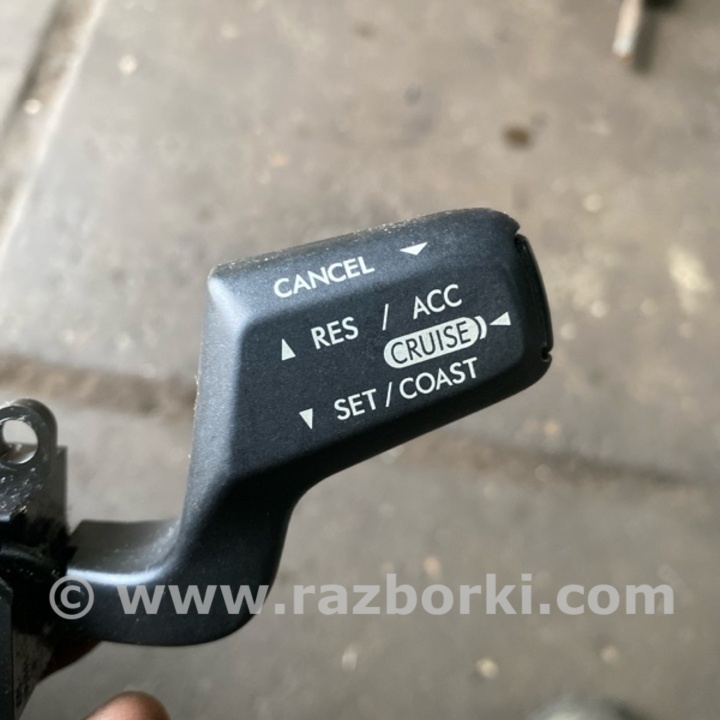 CANCEL
RES / ACC
CRUISE
SET / COAST
© www.razborki.com